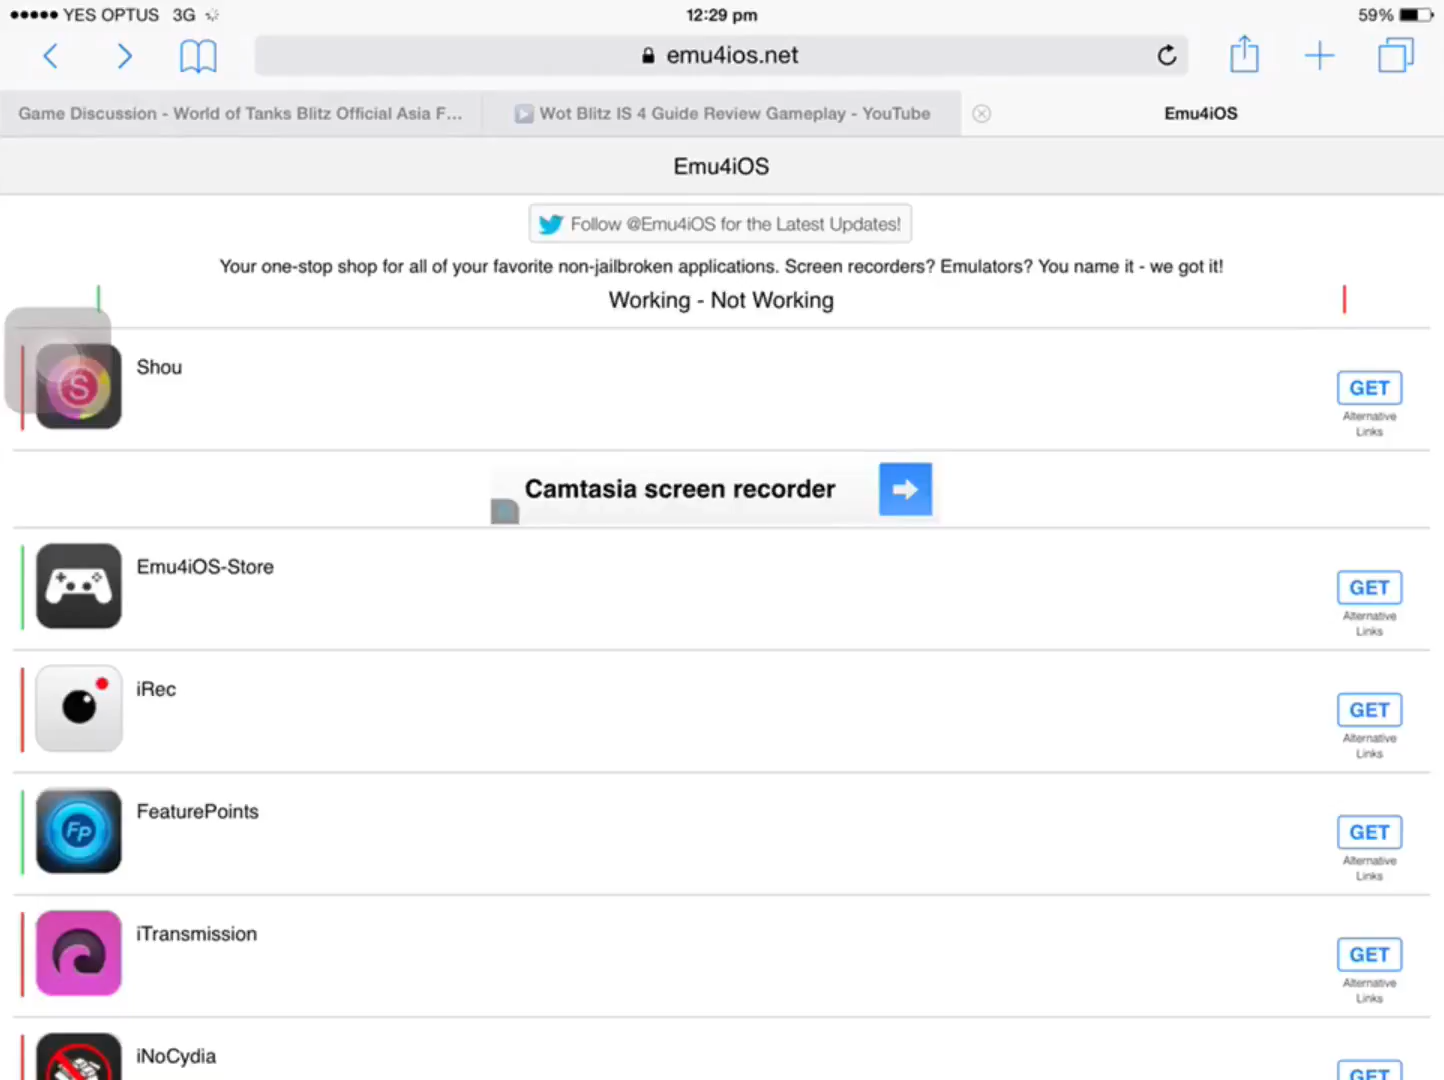 YES OPTUS 3G 12:29 pm 59%
emu4ios.net
Game Discussion - World of Tanks Blitz Official Asia F... Wot Blitz IS 4 Guide Review Gameplay - YouTube Emu4iOS
Emu4iOS
Follow @Emu4iOS for the Latest Updates!
Your one-stop shop for all of your favorite non-jailbroken applications. Screen recorders? Emulators? You name it - we got it!
Working - Not Working
S
Shou
GET
Alternative
Links
Camtasia screen recorder
Emu4iOS-Store
GET
Alternative
Links
iRec
GET
Alternative
Links
Fp
FeaturePoints
GET
Alternative
Links
iTransmission
GET
Alternative
Links
iNoCydia
GET